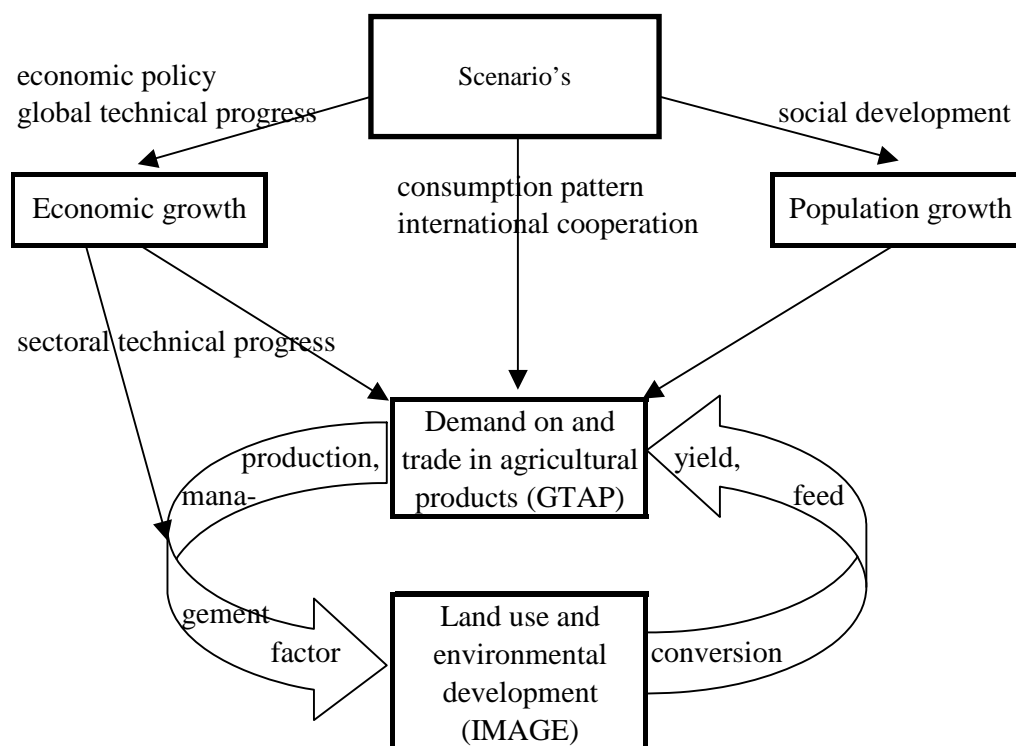 Scenario's
economic policy
global technical progress
social development
consumption pattern
international cooperation
Economic growth
Population growth
sectoral technical progress
Demand on and
trade in agricultural
products (GTAP)
production,
mana-
gement
factor
yield,
feed
conversion
Land use and
environmental
development
(IMAGE)